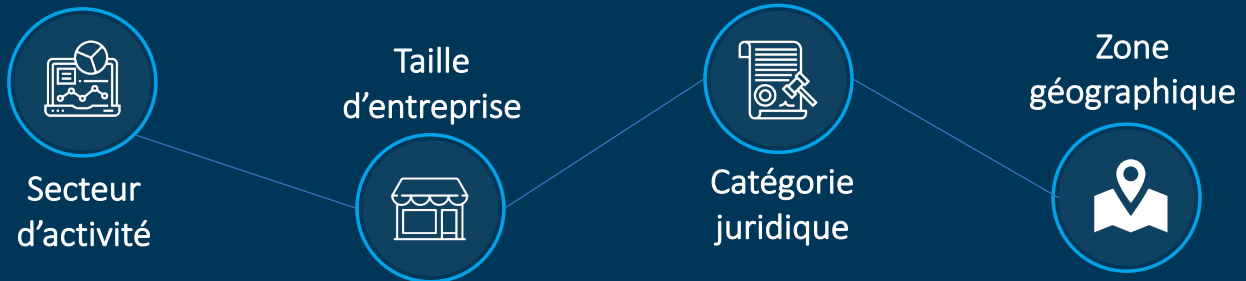 Secteur
d’activité
Taille
d’entreprise
Catégorie
juridique
Zone
géographique